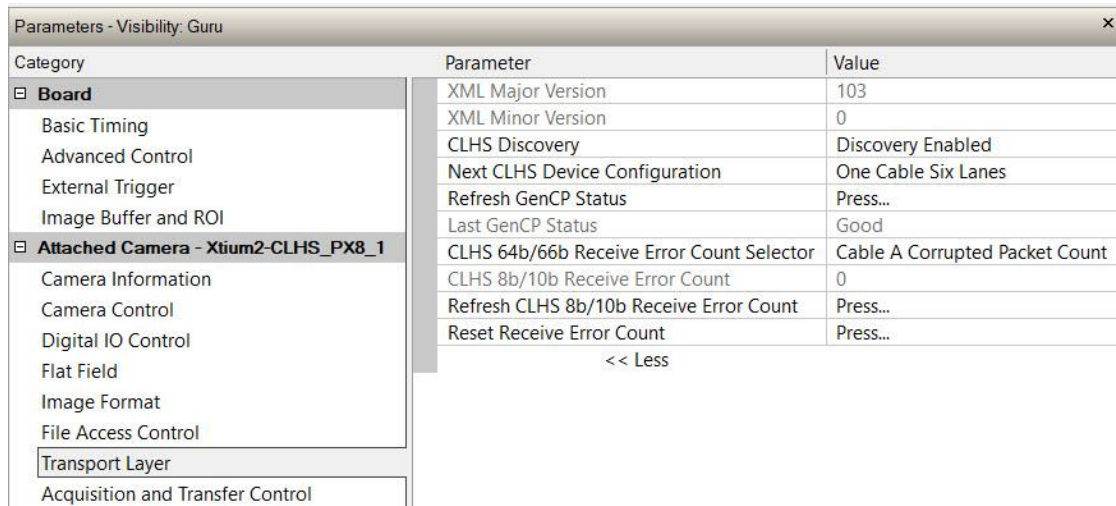 Parameters - Visibility: Guru ×
Category
Board
Basic Timing
Advanced Control
External Trigger
Image Buffer and ROI
Attached Camera - Xtium2-CLHS_PX8_1
Camera Information
Camera Control
Digital IO Control
Flat Field
Image Format
File Access Control
Transport Layer
Acquisition and Transfer Control
Parameter Value
XML Major Version 103
XML Minor Version 0
CLHS Discovery Discovery Enabled
Next CLHS Device Configuration One Cable Six Lanes
Refresh GenCP Status Press...
Last GenCP Status Good
CLHS 64b/66b Receive Error Count Selector Cable A Corrupted Packet Count
CLHS 8b/10b Receive Error Count 0
Refresh CLHS 8b/10b Receive Error Count Press...
Reset Receive Error Count Press...
<< Less